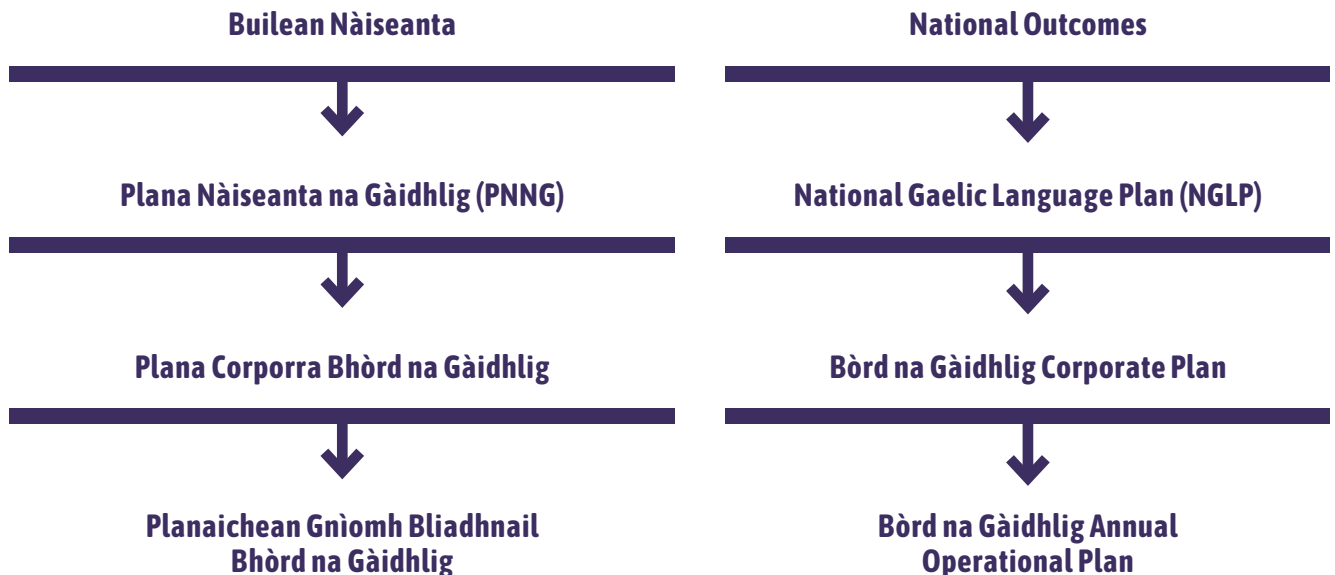 Builean Nàiseanta
Plana Nàiseanta na Gàidhlig (PNNG)
Plana Corporra Bhòrd na Gàidhlig
Planaichean Gnìomh Bliadhnail
Bhòrd na Gàidhlig
National Outcomes
National Gaelic Language Plan (NGLP)
Bòrd na Gàidhlig Corporate Plan
Bòrd na Gàidhlig Annual
Operational Plan